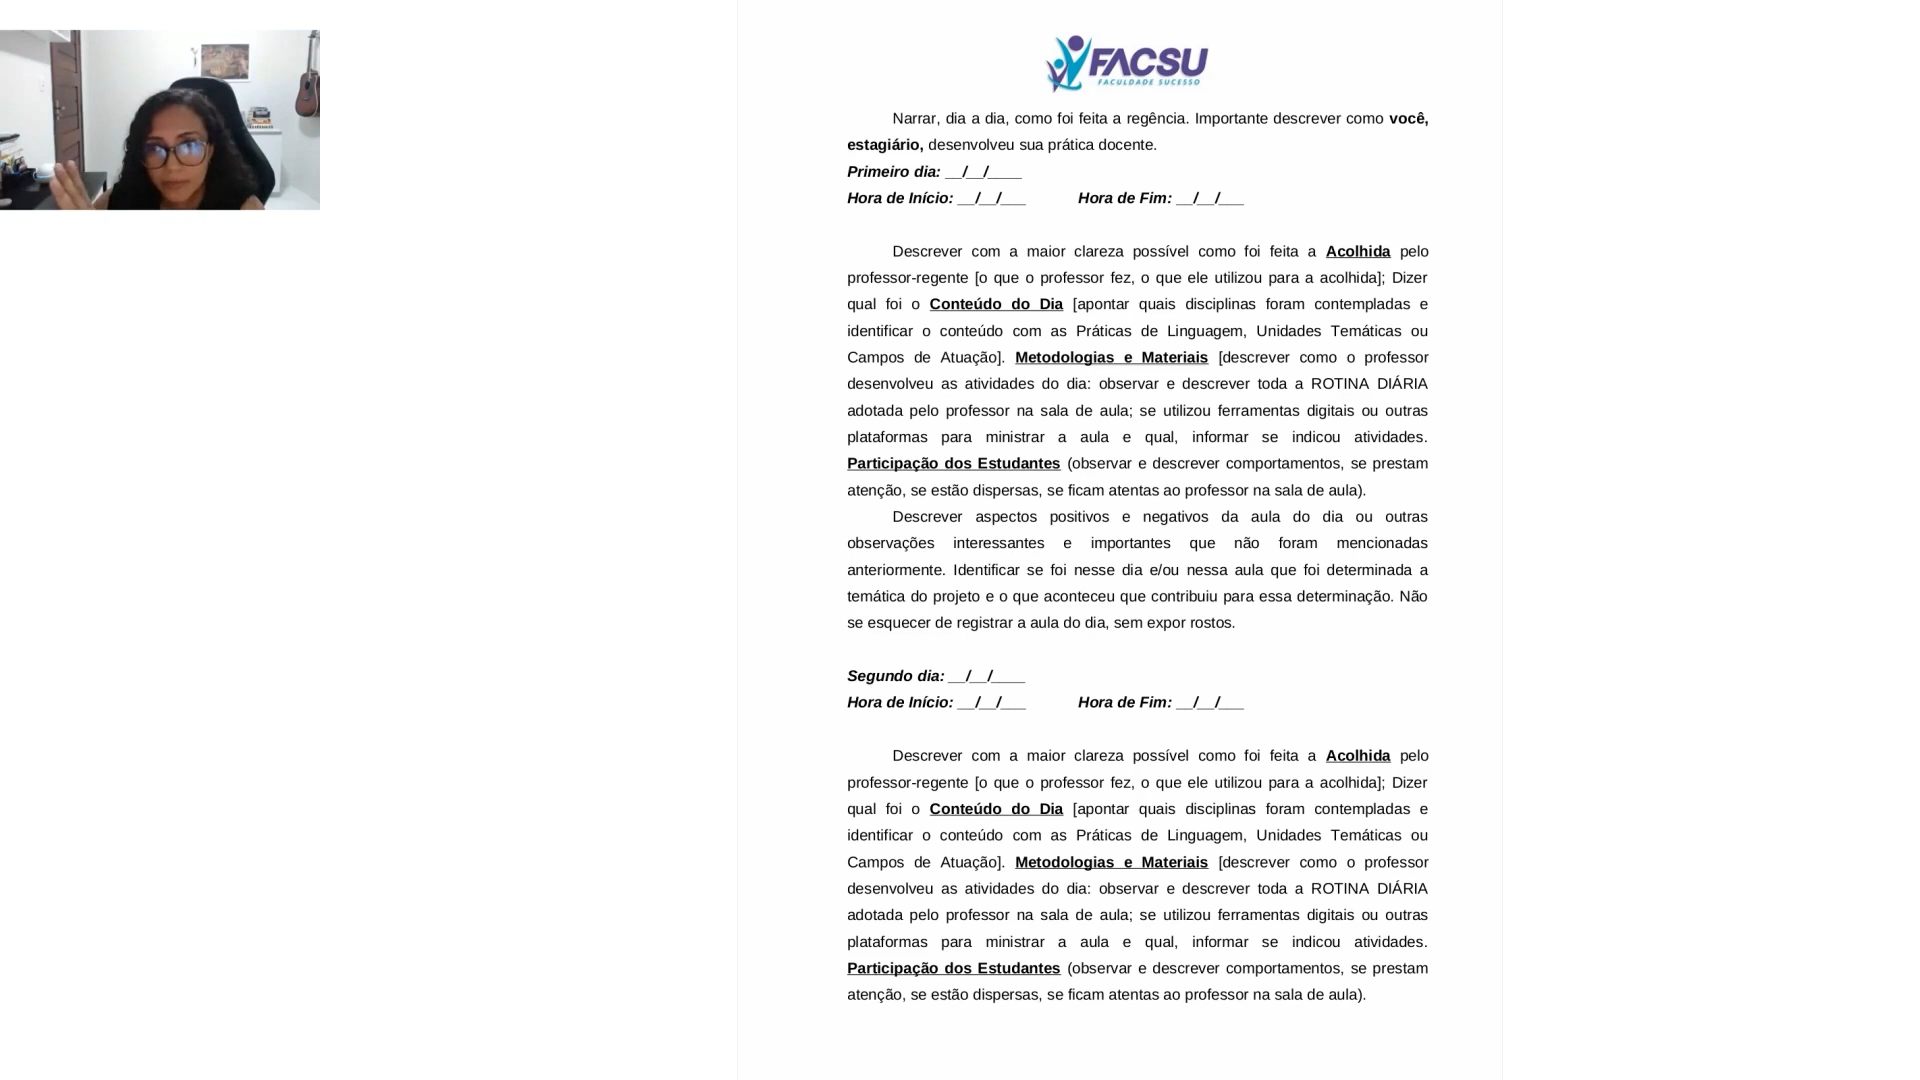 FACSU
FACULDADE SUCESSO
Narrar, dia a dia, como foi feita a regência. Importante descrever como você,
estagiário, desenvolveu sua prática docente.
Primeiro dia: __/__/____
Hora de Início: __/__/___ Hora de Fim: __/__/___
Descrever com a maior clareza possível como foi feita a Acolhida pelo
professor-regente [o que o professor fez, o que ele utilizou para a acolhida]; Dizer
qual foi o Conteúdo do Dia [apontar quais disciplinas foram contempladas e
identificar o conteúdo com as Práticas de Linguagem, Unidades Temáticas ou
Campos de Atuação]. Metodologias e Materiais [descrever como o professor
desenvolveu as atividades do dia: observar e descrever toda a ROTINA DIÁRIA
adotada pelo professor na sala de aula; se utilizou ferramentas digitais ou outras
plataformas para ministrar a aula e qual, informar se indicou atividades.
Participação dos Estudantes (observar e descrever comportamentos, se prestam
atenção, se estão dispersas, se ficam atentas ao professor na sala de aula).
Descrever aspectos positivos e negativos da aula do dia ou outras
observações interessantes e importantes que não foram mencionadas
anteriormente. Identificar se foi nesse dia e/ou nessa aula que foi determinada a
temática do projeto e o que aconteceu que contribuiu para essa determinação. Não
se esquecer de registrar a aula do dia, sem expor rostos.
Segundo dia: __/__/____
Hora de Início: __/__/___ Hora de Fim: __/__/___
Descrever com a maior clareza possível como foi feita a Acolhida pelo
professor-regente [o que o professor fez, o que ele utilizou para a acolhida]; Dizer
qual foi o Conteúdo do Dia [apontar quais disciplinas foram contempladas e
identificar o conteúdo com as Práticas de Linguagem, Unidades Temáticas ou
Campos de Atuação]. Metodologias e Materiais [descrever como o professor
desenvolveu as atividades do dia: observar e descrever toda a ROTINA DIÁRIA
adotada pelo professor na sala de aula; se utilizou ferramentas digitais ou outras
plataformas para ministrar a aula e qual, informar se indicou atividades.
Participação dos Estudantes (observar e descrever comportamentos, se prestam
atenção, se estão dispersas, se ficam atentas ao professor na sala de aula).